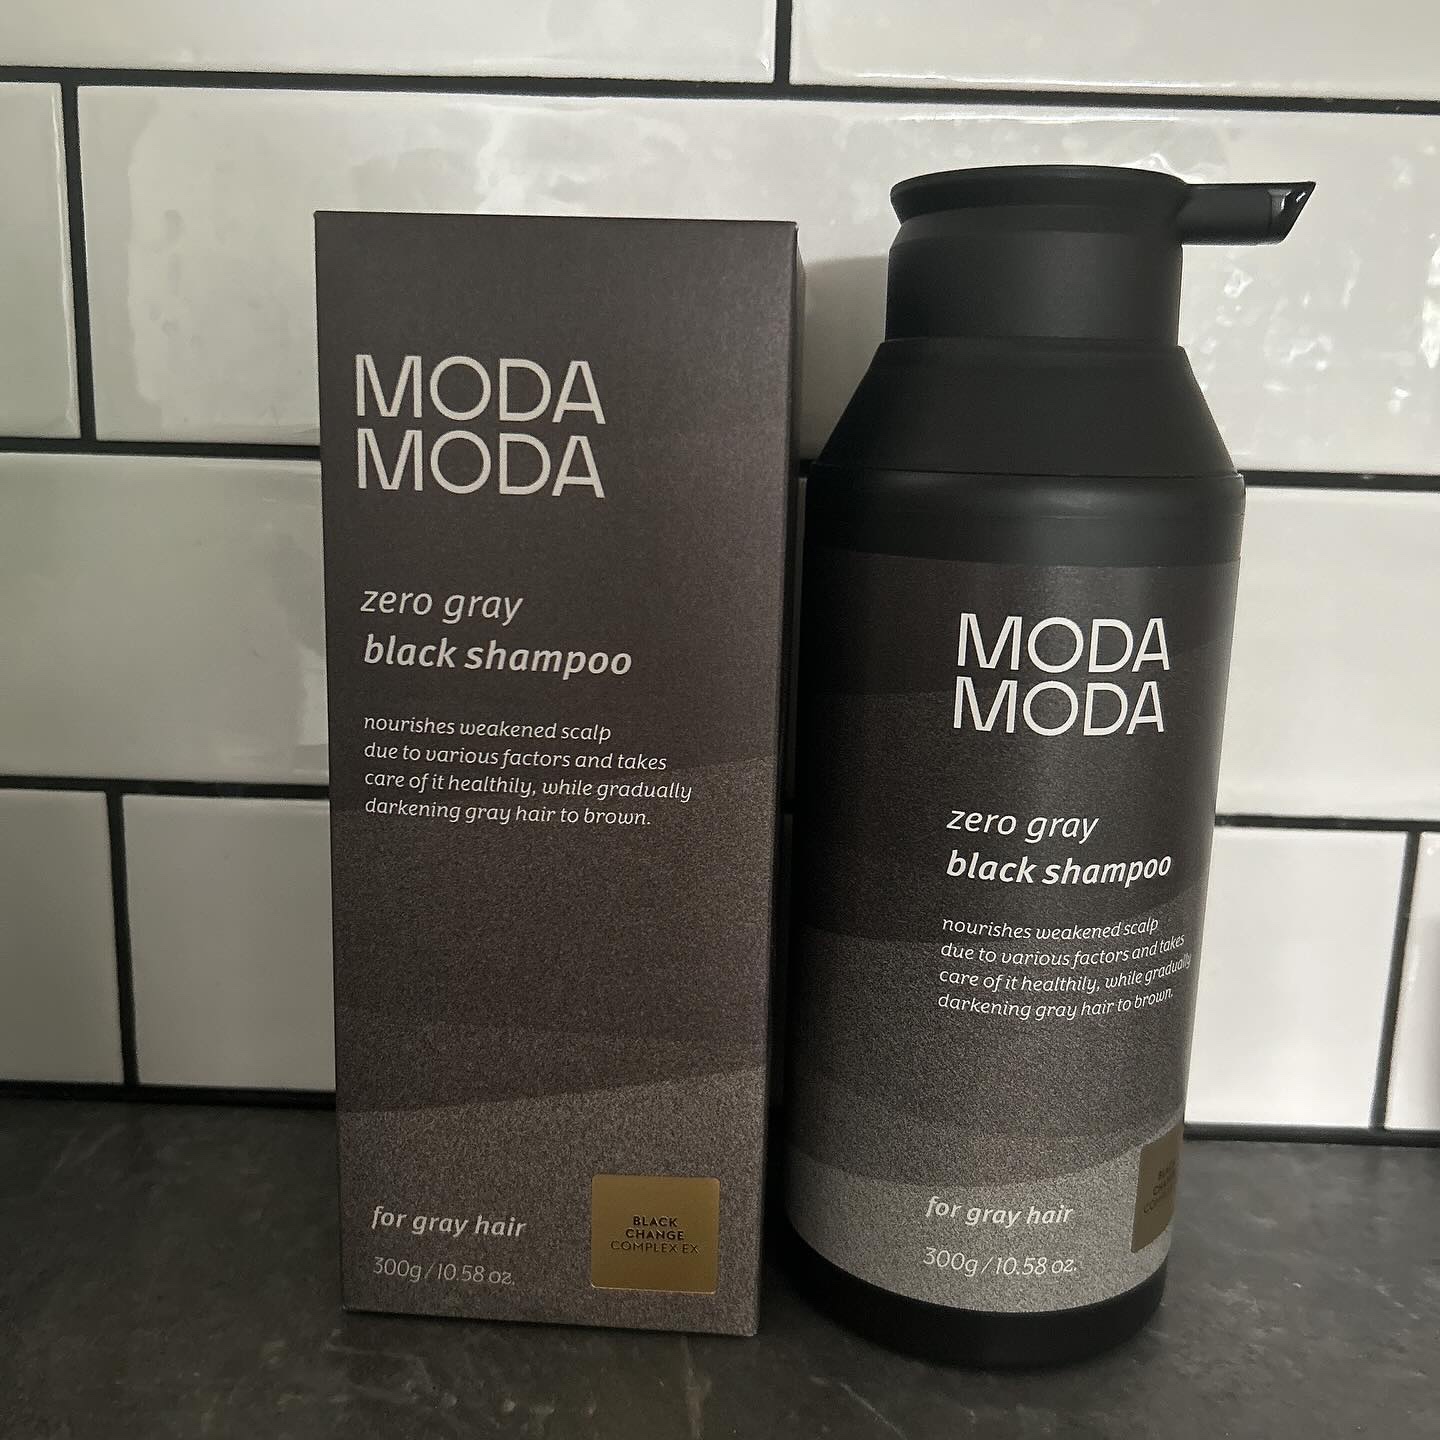 MODA
MODA
zero gray
black shampoo
nourishes weakened scalp
due to various factors and takes
care of it healthily, while gradually
darkening gray hair to brown.
for gray hair
300g / 10.58 oz.
BLACK
CHANGE
COMPLEX EX
MODA
MODA
zero gray
black shampoo
nourishes weakened scalp
due to various factors and takes
care of it healthily, while gradually
darkening gray hair to brown.
for gray hair
300g / 10.58 oz.